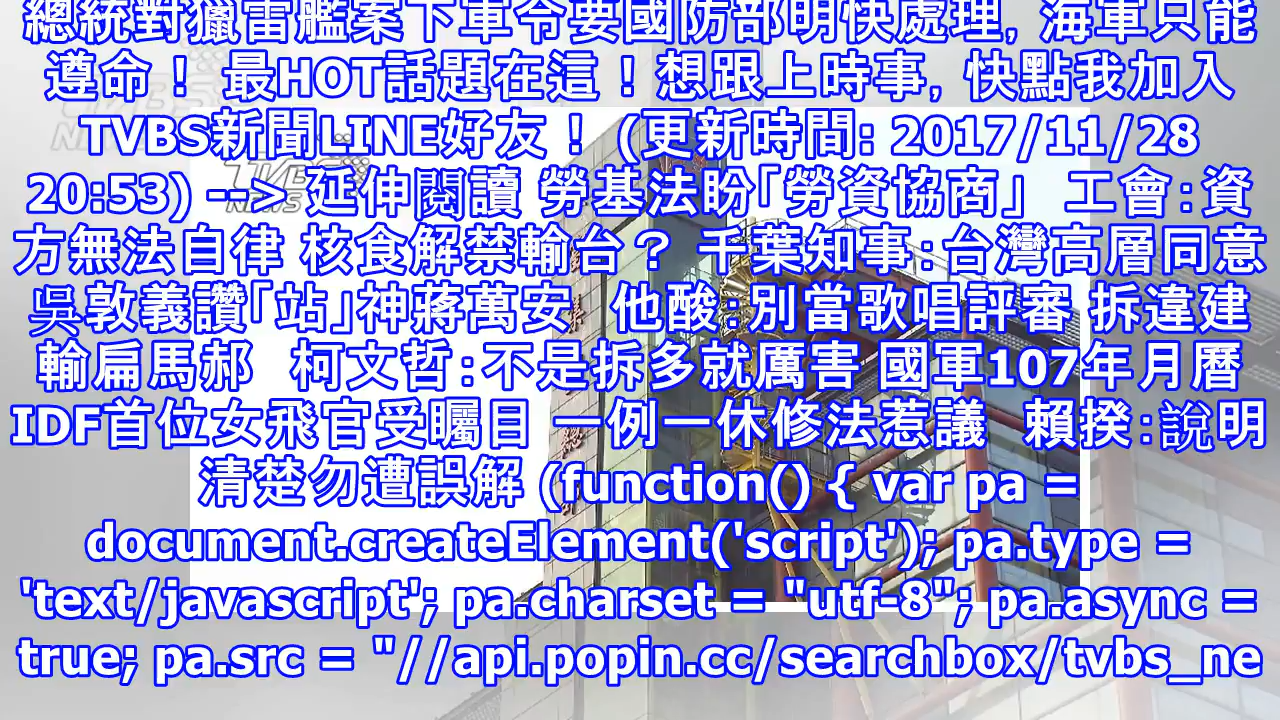 總統對獵雷艦案下軍令要國防部明快處理, 海軍只能
遵命！ 最HOT話題在這！想跟上時事, 快點我加入
TVBS新聞LINE好友！ (更新時間: 2017/11/28
20:53) --> 延伸閱讀 勞基法盼｢勞資協商｣ 工會:資
方無法自律 核食解禁輸台？ 千葉知事:台灣高層同意
吳敦義讚｢站｣神蔣萬安 他酸:別當歌唱評審 拆違建
輸扁馬郝 柯文哲:不是拆多就厲害 國軍107年月曆
IDF首位女飛官受矚目 一例一休修法惹議 賴揆:說明
清楚勿遭誤解 (function() { var pa =
document.createElement('script'); pa.type =
'text/javascript'; pa.charset = "utf-8"; pa.async =
true; pa.src = "//api.popin.cc/searchbox/tvbs_ne
TVBS
NEWS
TVBS
NEWS